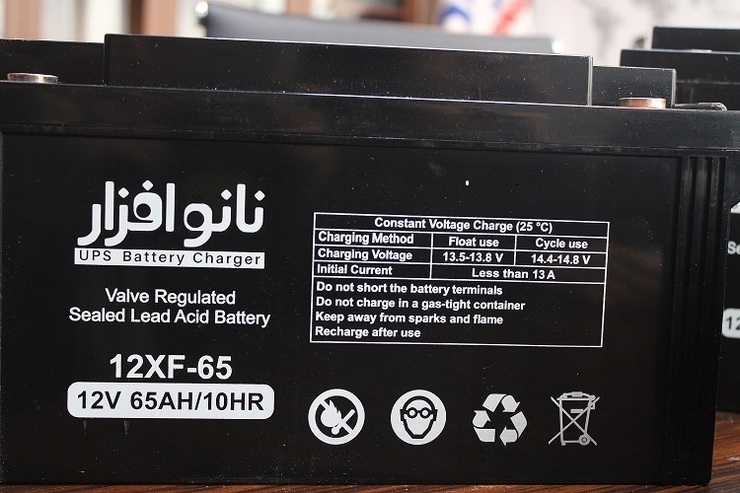 نانو افزار
UPS Battery Charger
Valve Regulated
Sealed Lead Acid Battery
12XF-65
12V 65AH/10HR
Constant Voltage Charge (25 °C)
Charging Method Float use Cycle use
Charging Voltage 13.5-13.8 V 14.4-14.8 V
Initial Current Less than 13 A
Do not short the battery terminals
Do not charge in a gas-tight container
Keep away from sparks and flame
Recharge after use